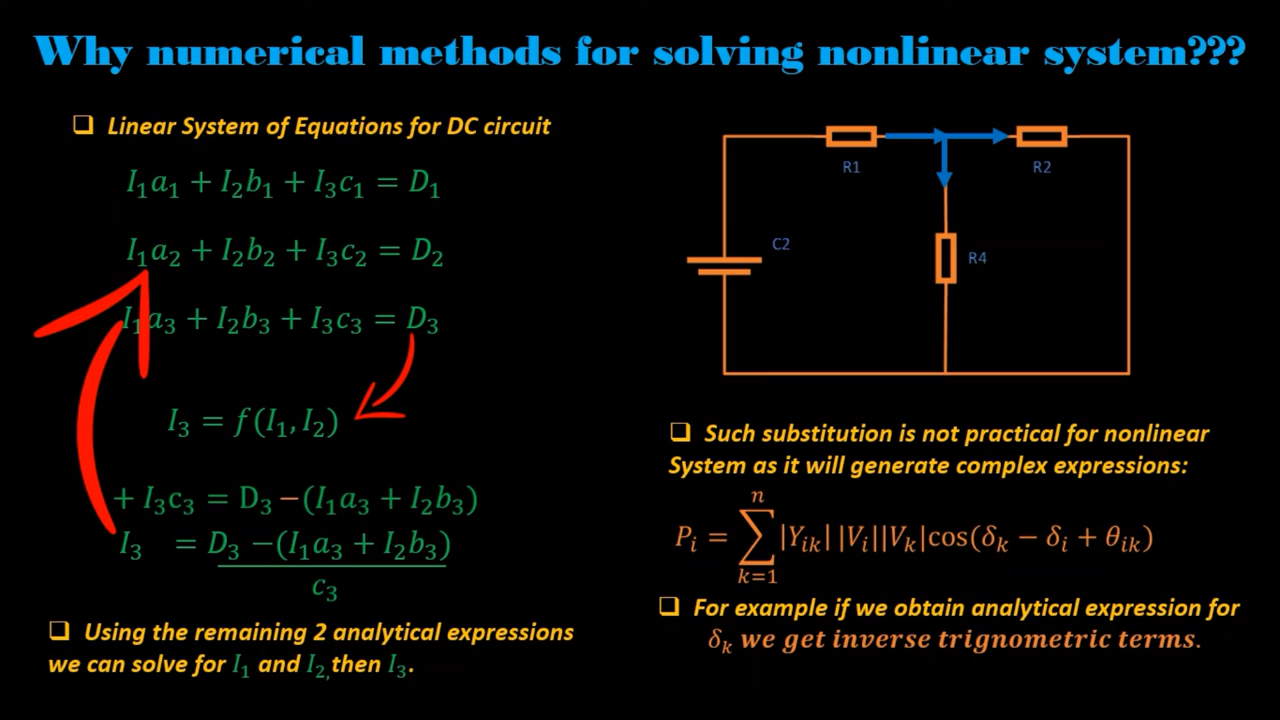 Why numerical methods for solving nonlinear system???
❑ Linear System of Equations for DC circuit
I₁a₁ + I₂b₁ + I₃c₁ = D₁
I₁a₂ + I₂b₂ + I₃c₂ = D₂
I₁a₃ + I₂b₃ + I₃c₃ = D₃
I₃ = f(I₁, I₂)
+ I₃c₃ = D₃ −(I₁a₃ + I₂b₃)
I₃ = D₃ −(I₁a₃ + I₂b₃)
c₃
❑ Using the remaining 2 analytical expressions
we can solve for I₁ and I₂, then I₃.
R1
R2
C2
R4
❑ Such substitution is not practical for nonlinear
System as it will generate complex expressions:
n
Pᵢ = ∑ |Yᵢₖ| |Vᵢ||Vₖ|cos(δₖ − δᵢ + θᵢₖ)
k=1
❑ For example if we obtain analytical expression for
δₖ we get inverse trignometric terms.